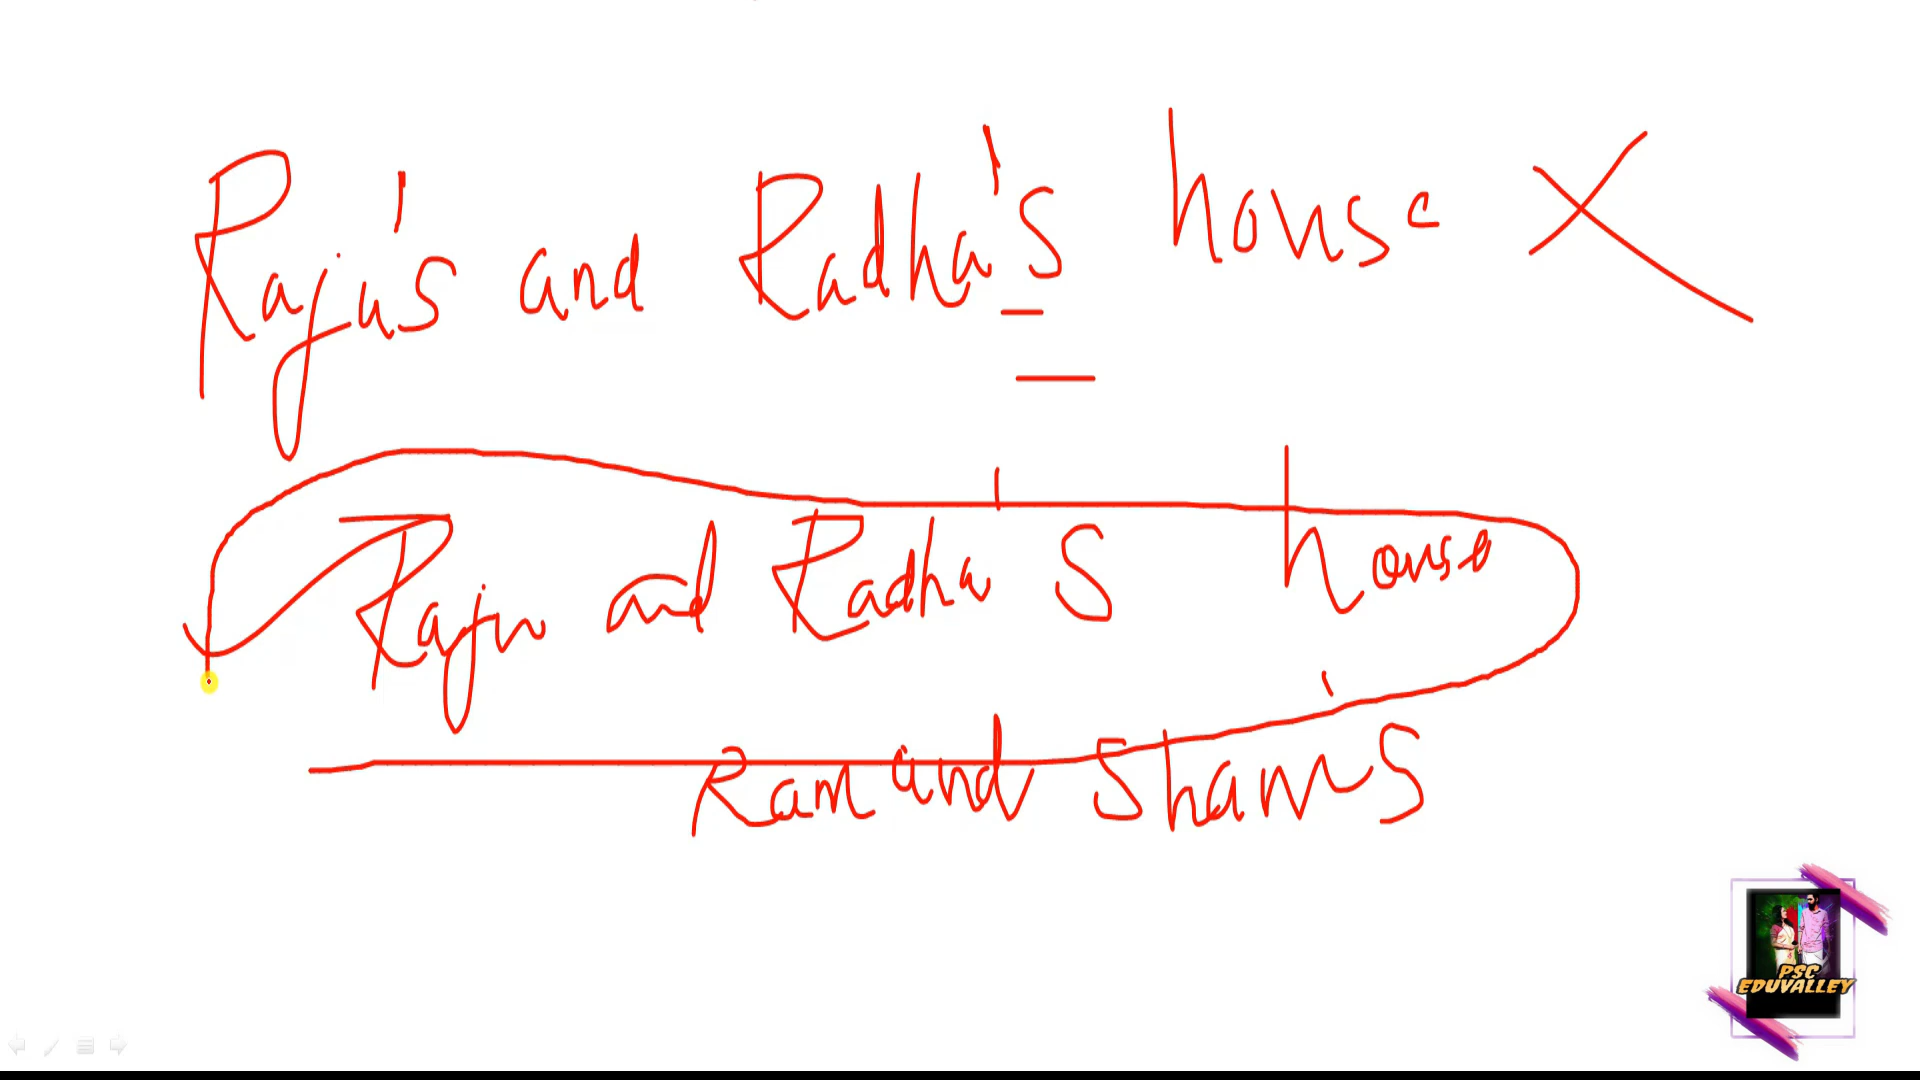 Raju's and Radha's house
Raju and Radha's house
Ram and Sham's
PSC
EDUVALLEY